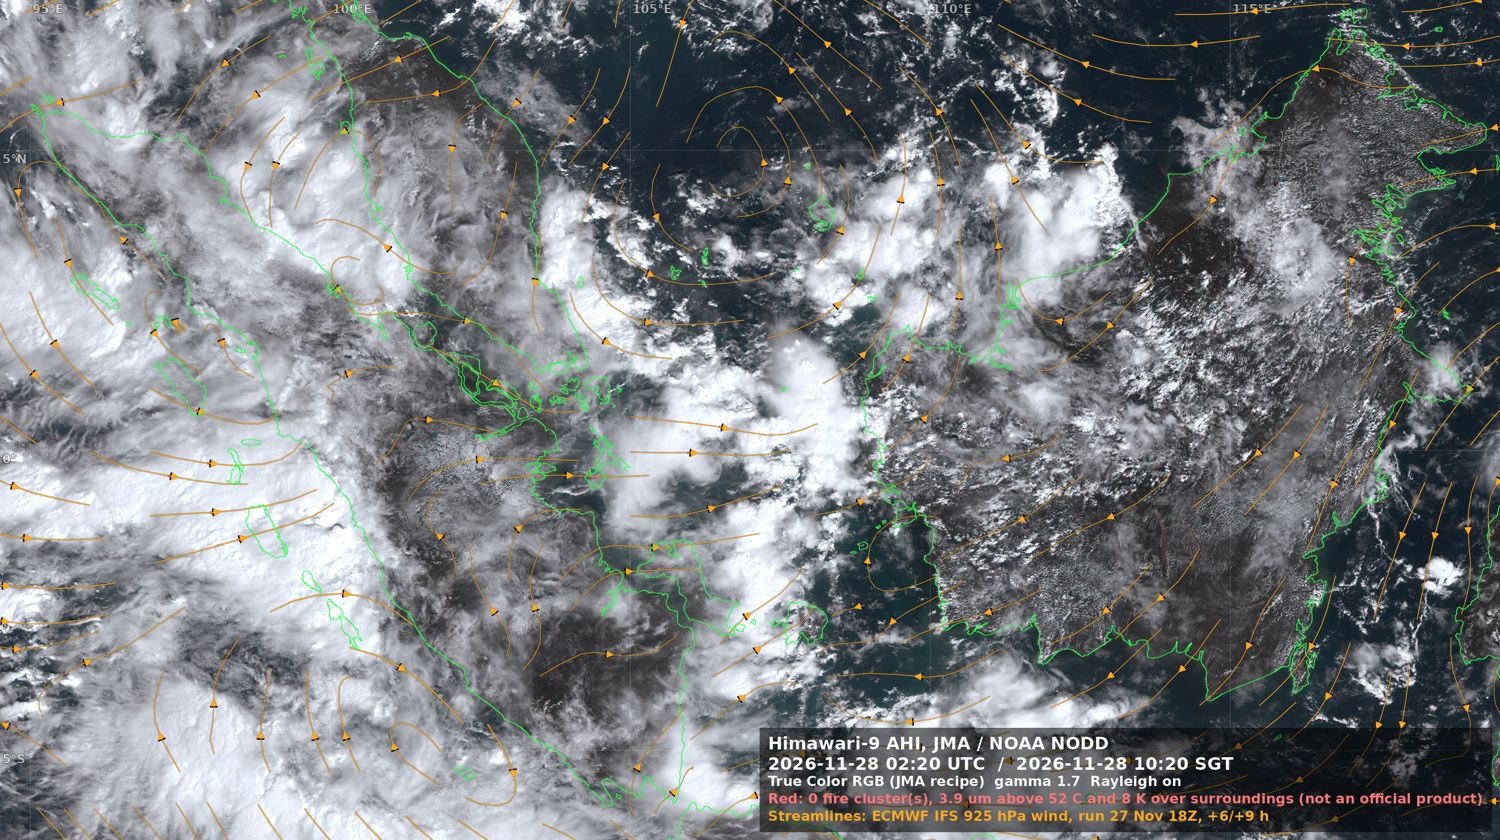 95°E
100°E
105°E
110°E
115°E
5°N
0°
5°S
Himawari-9 AHI, JMA / NOAA NODD
2026-11-28 02:20 UTC / 2026-11-28 10:20 SGT
True Color RGB (JMA recipe) gamma 1.7 Rayleigh on
Red: 0 fire cluster(s), 3.9 um above 52 C and 8 K over surroundings (not an official product)
Streamlines: ECMWF IFS 925 hPa wind, run 27 Nov 18Z, +6/+9 h